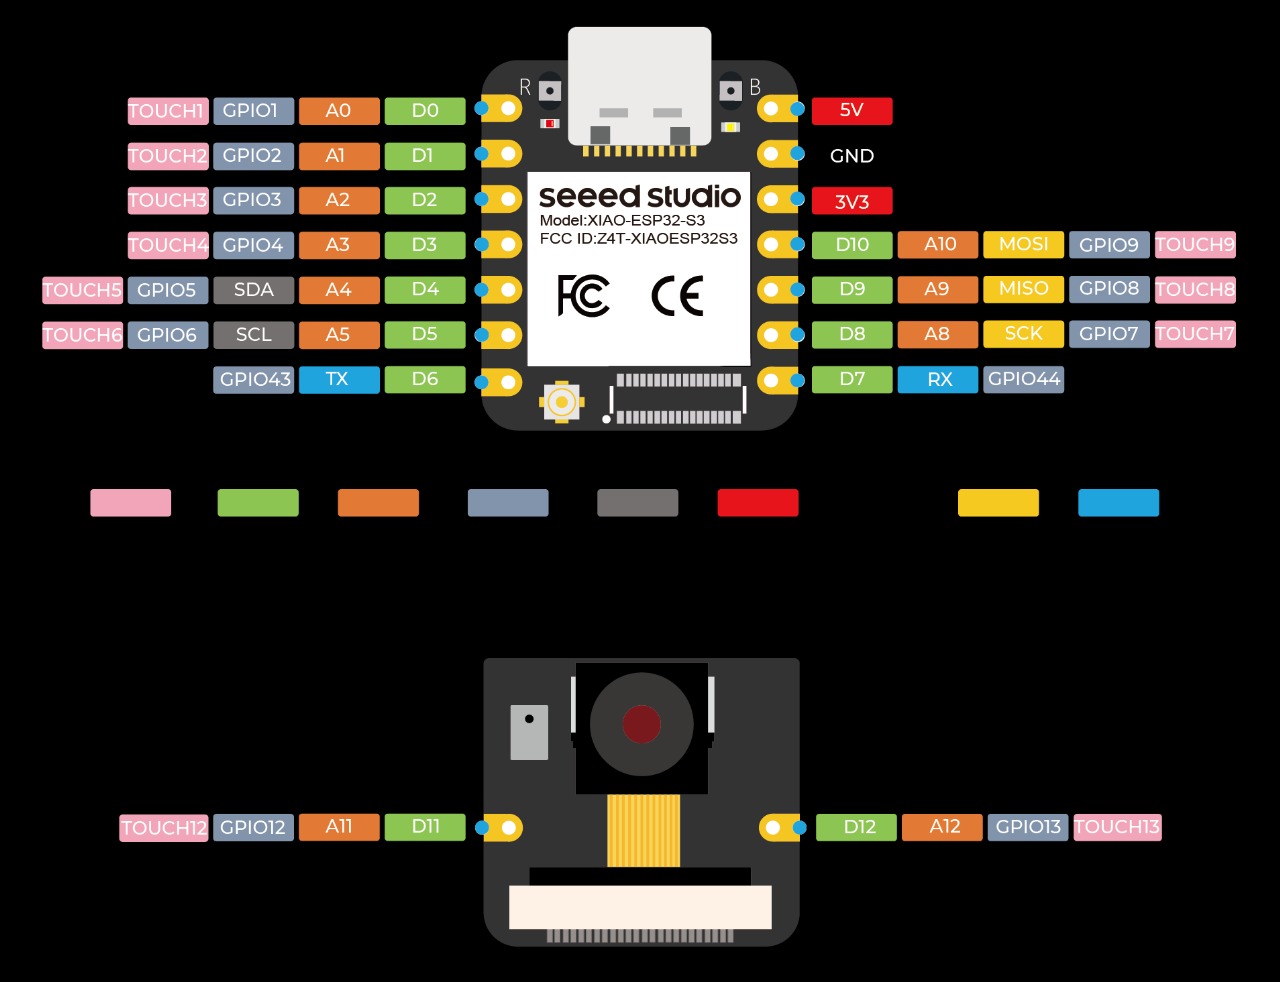 R B
TOUCH1 GPIO1 A0 D0 5V
TOUCH2 GPIO2 A1 D1 GND
TOUCH3 GPIO3 A2 D2 3V3
TOUCH4 GPIO4 A3 D3 D10 A10 MOSI GPIO9 TOUCH9
TOUCH5 GPIO5 SDA A4 D4 D9 A9 MISO GPIO8 TOUCH8
TOUCH6 GPIO6 SCL A5 D5 D8 A8 SCK GPIO7 TOUCH7
GPIO43 TX D6 D7 RX GPIO44
seeed studio
Model:XIAO-ESP32-S3
FCC ID:Z4T-XIAOESP32S3
FC CE
TOUCH12 GPIO12 A11 D11 D12 A12 GPIO13 TOUCH13